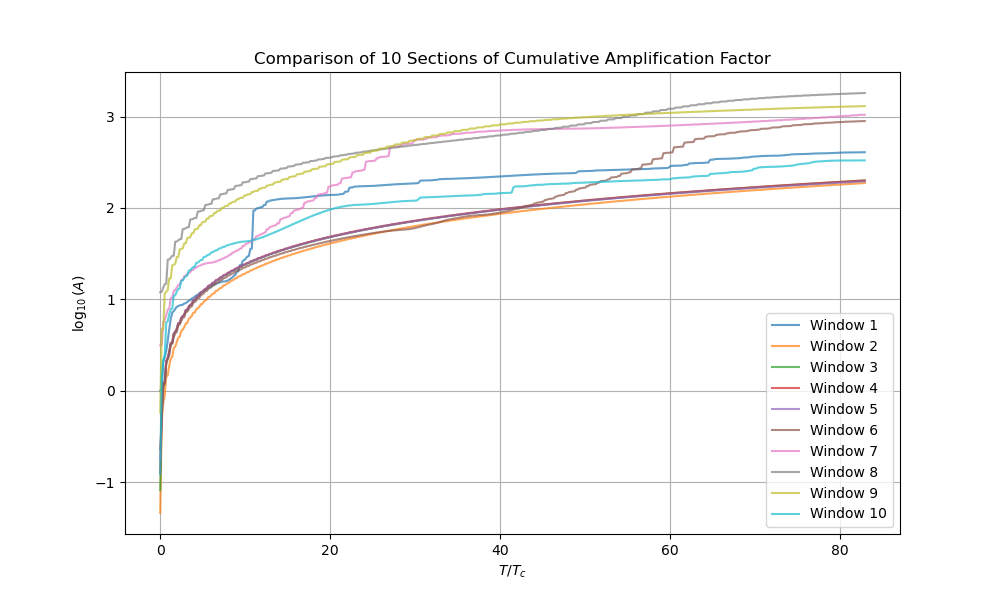 Comparison of 10 Sections of Cumulative Amplification Factor
log₁₀(A)
3
2
1
0
−1
0 20 40 60 80
T/T_c
Window 1
Window 2
Window 3
Window 4
Window 5
Window 6
Window 7
Window 8
Window 9
Window 10